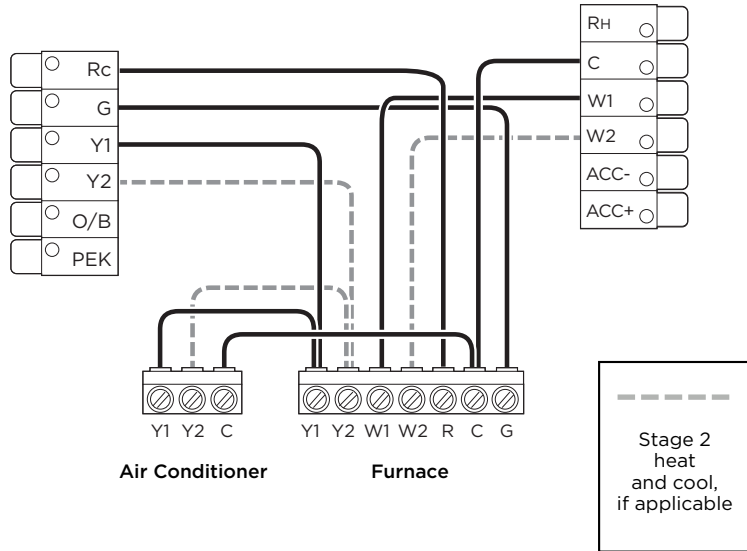 Rc
G
Y1
Y2
O/B
PEK
RH
C
W1
W2
ACC-
ACC+
Y1 Y2 C
Air Conditioner
Y1 Y2 W1 W2 R C G
Furnace
Stage 2
heat
and cool,
if applicable